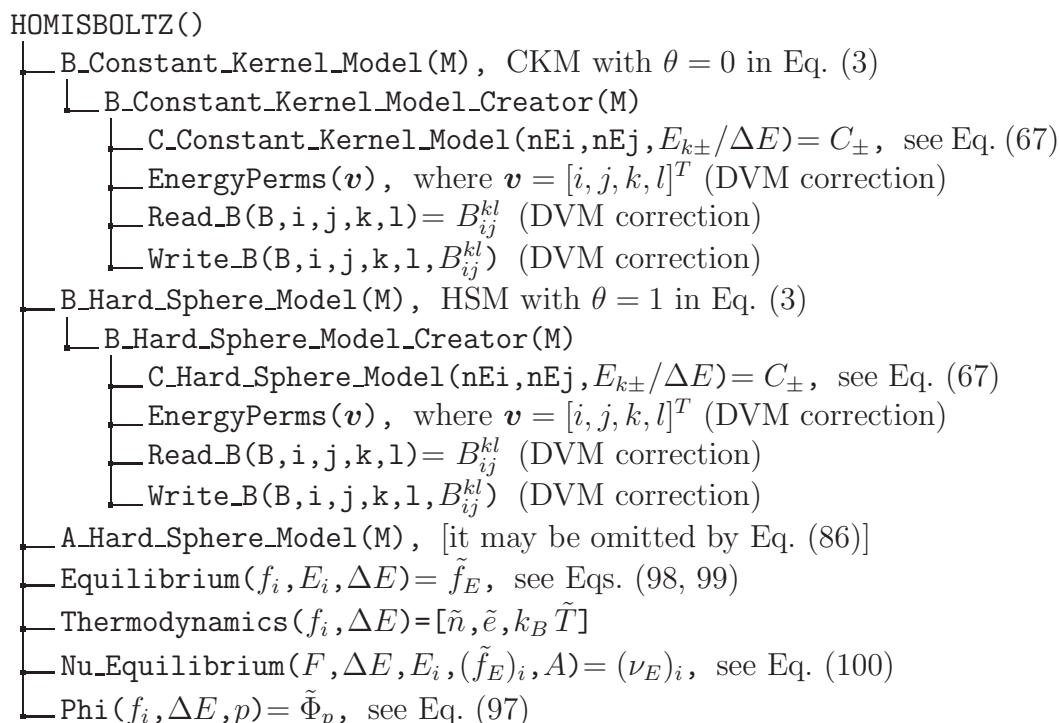 HOMISBOLTZ()
B_Constant_Kernel_Model(M), CKM with θ = 0 in Eq. (3)
B_Constant_Kernel_Model_Creator(M)
C_Constant_Kernel_Model(nEi,nEj,E_{k±}/ΔE)= C_±, see Eq. (67)
EnergyPerms(v), where v = [i, j, k, l]^T (DVM correction)
Read_B(B,i,j,k,l)= B_{ij}^{kl} (DVM correction)
Write_B(B,i,j,k,l,B_{ij}^{kl}) (DVM correction)
B_Hard_Sphere_Model(M), HSM with θ = 1 in Eq. (3)
B_Hard_Sphere_Model_Creator(M)
C_Hard_Sphere_Model(nEi,nEj,E_{k±}/ΔE)= C_±, see Eq. (67)
EnergyPerms(v), where v = [i, j, k, l]^T (DVM correction)
Read_B(B,i,j,k,l)= B_{ij}^{kl} (DVM correction)
Write_B(B,i,j,k,l,B_{ij}^{kl}) (DVM correction)
A_Hard_Sphere_Model(M), [it may be omitted by Eq. (86)]
Equilibrium(f_i,E_i,ΔE)= f̃_E, see Eqs. (98, 99)
Thermodynamics(f_i,ΔE)=[ñ,ẽ,k_B T̃]
Nu_Equilibrium(F,ΔE,E_i,(f̃_E)_i,A)= (ν_E)_i, see Eq. (100)
Phi(f_i,ΔE,p)= Φ̃_p, see Eq. (97)